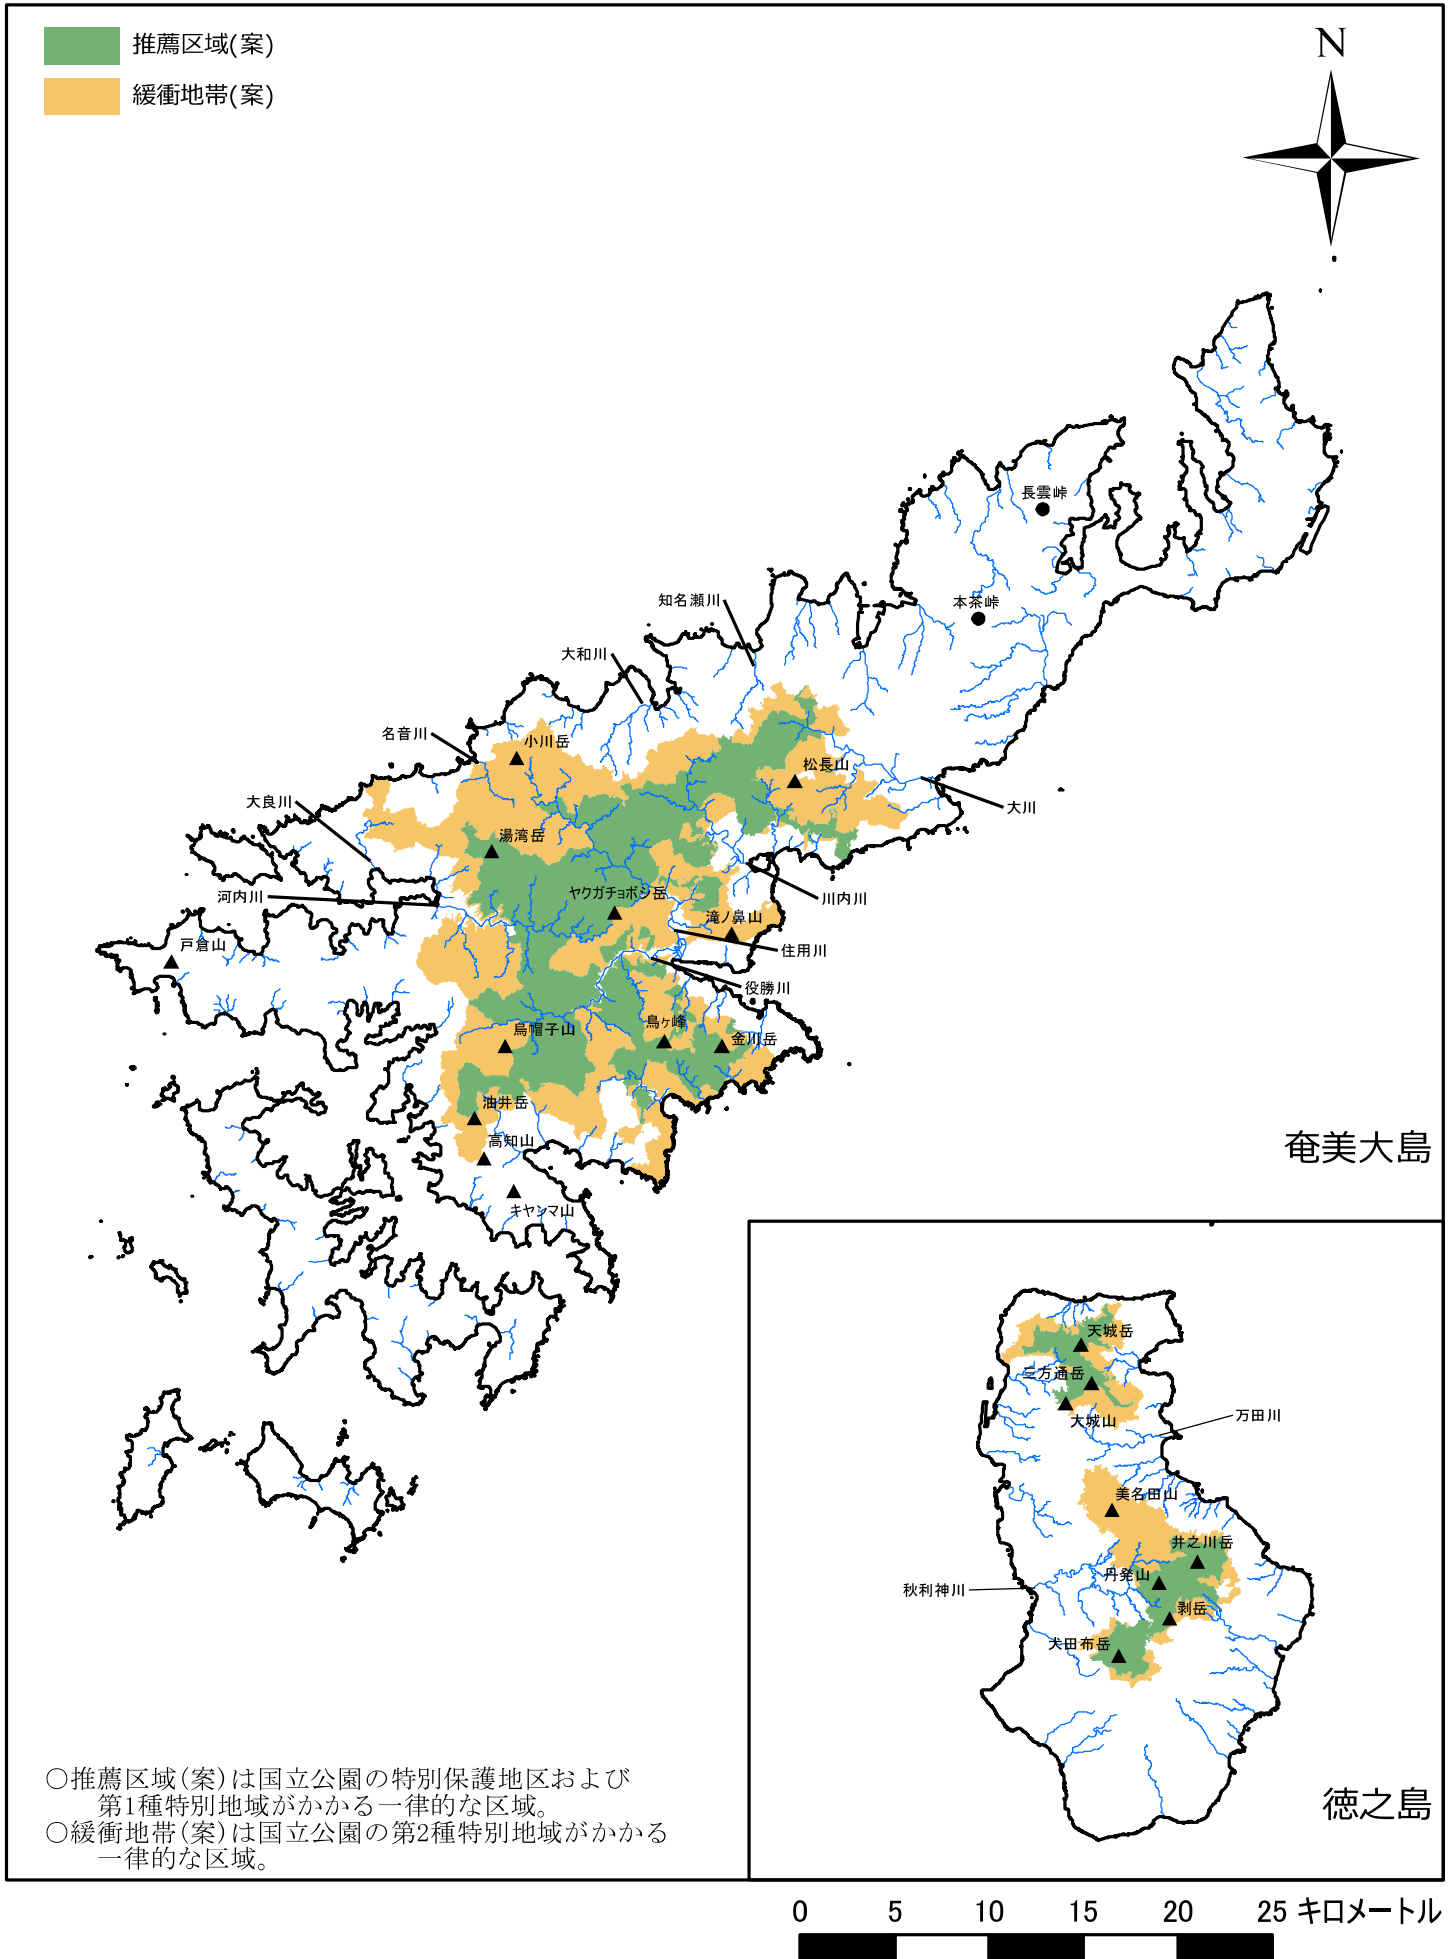 推薦区域(案)
緩衝地帯(案)
N
長雲峠
本茶峠
知名瀬川
大和川
名音川
小川岳
松長山
大川
大良川
湯湾岳
河内川
ヤクガチョボシ岳
川内川
滝ノ鼻山
戸倉山
住用川
役勝川
烏帽子山
鳥ヶ峰
金川岳
油井岳
高知山
キャンマ山
奄美大島
天城岳
三方通岳
大城山
万田川
美名田山
井之川岳
丹発山
秋利神川
剥岳
犬田布岳
徳之島
○推薦区域(案)は国立公園の特別保護地区および
第1種特別地域がかかる一律的な区域。
○緩衝地帯(案)は国立公園の第2種特別地域がかかる
一律的な区域。
0 5 10 15 20 25 キロメートル